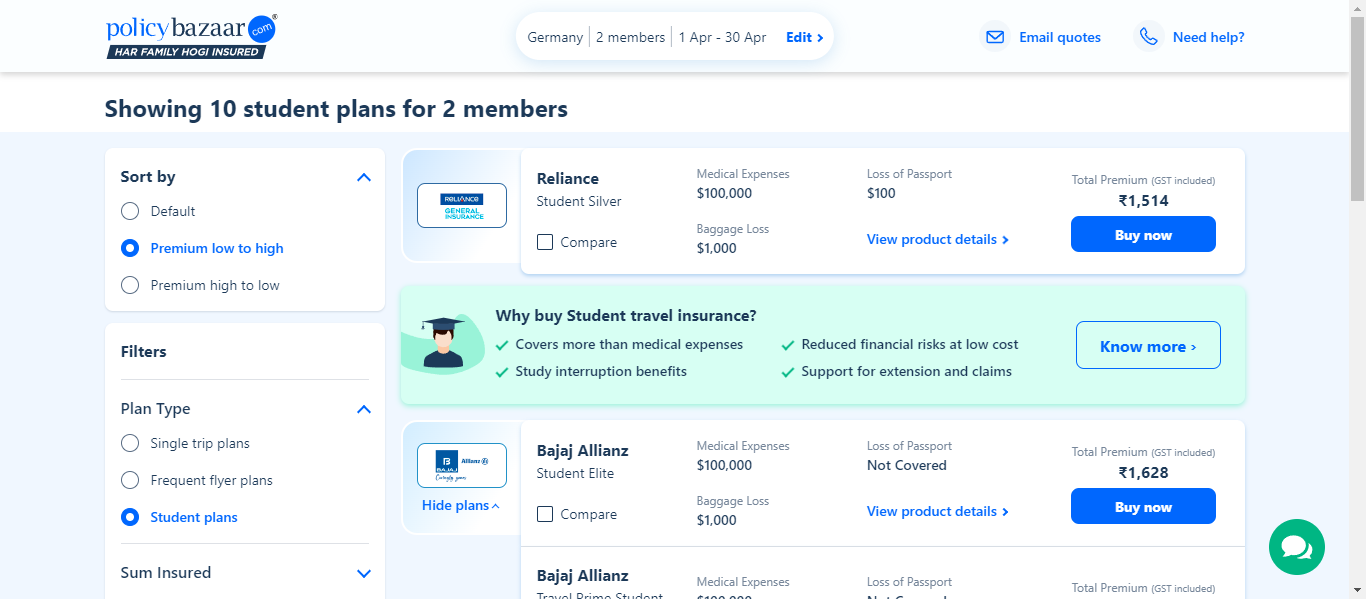 policybazaar.com
HAR FAMILY HOGI INSURED
Germany | 2 members | 1 Apr - 30 Apr Edit
Email quotes
Need help?
Showing 10 student plans for 2 members
Sort by
Default
Premium low to high
Premium high to low
Filters
Plan Type
Single trip plans
Frequent flyer plans
Student plans
Sum Insured
RELIANCE
GENERAL
INSURANCE
Reliance
Student Silver
Compare
Medical Expenses
$100,000
Baggage Loss
$1,000
Loss of Passport
$100
View product details
Total Premium (GST included)
₹1,514
Buy now
Why buy Student travel insurance?
Covers more than medical expenses
Reduced financial risks at low cost
Study interruption benefits
Support for extension and claims
Know more
BAJAJ Allianz
Caringly yours
Hide plans
Bajaj Allianz
Student Elite
Compare
Medical Expenses
$100,000
Baggage Loss
$1,000
Loss of Passport
Not Covered
View product details
Total Premium (GST included)
₹1,628
Buy now
Bajaj Allianz
Travel Prime Student
Medical Expenses
$100,000
Loss of Passport
Not Covered
Total Premium (GST included)